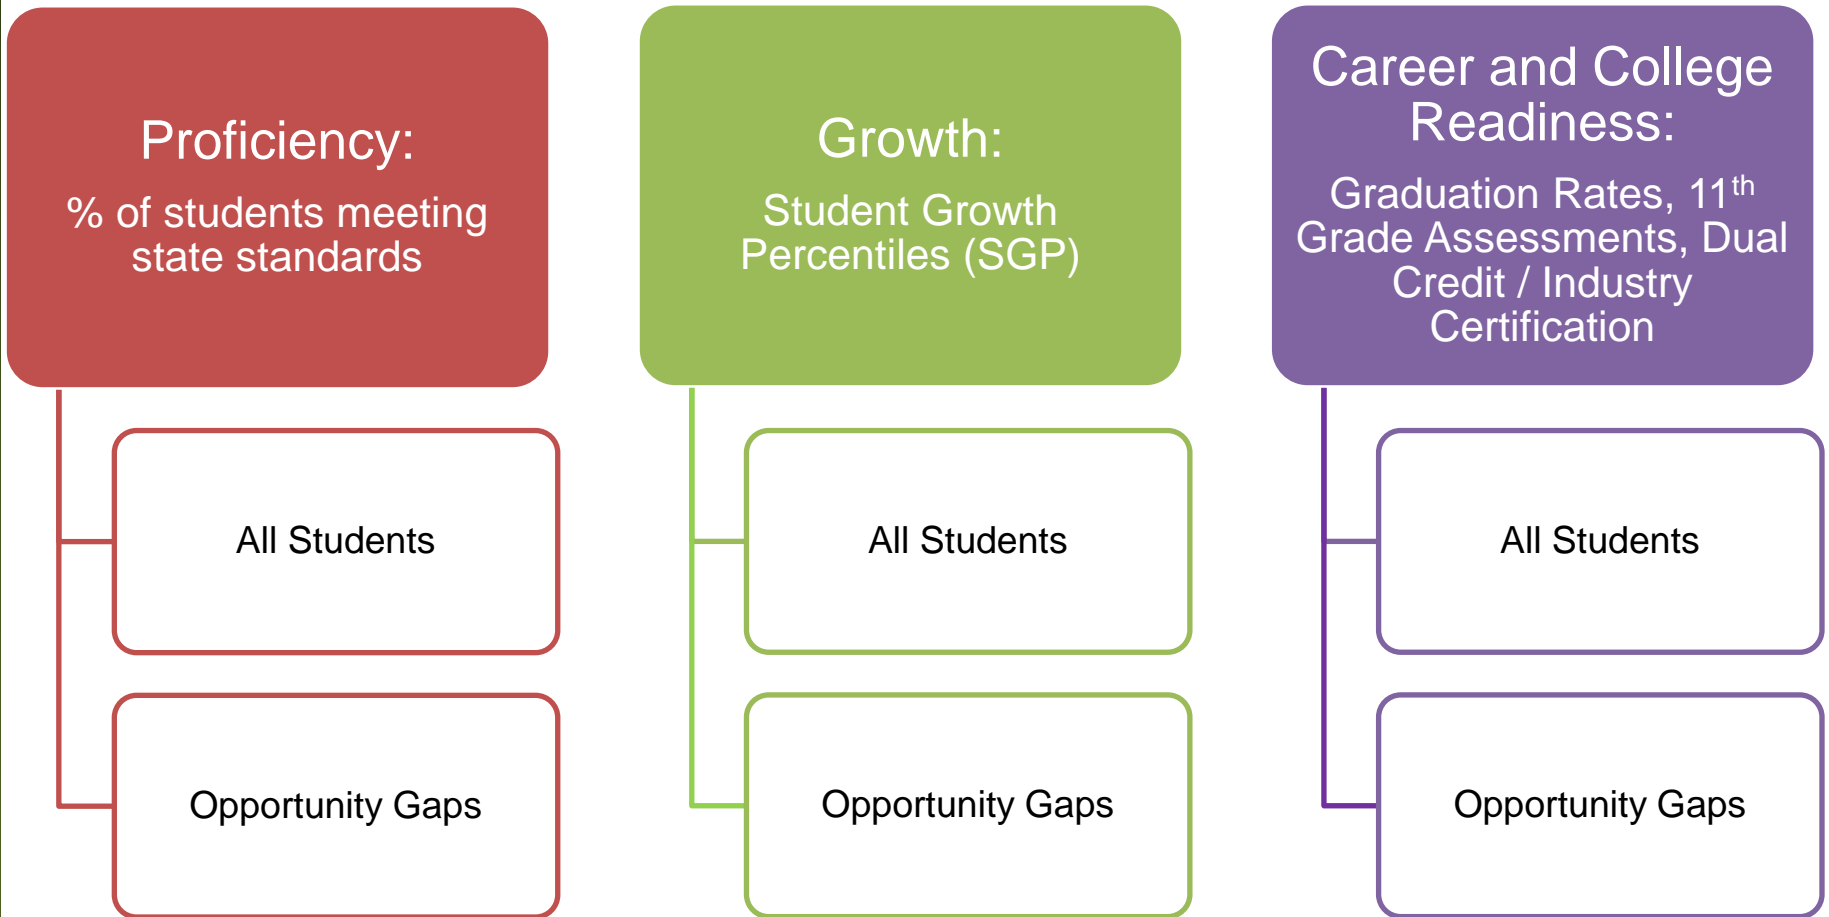 Proficiency:
% of students meeting
state standards
All Students
Opportunity Gaps
Growth:
Student Growth
Percentiles (SGP)
All Students
Opportunity Gaps
Career and College
Readiness:
Graduation Rates, 11th
Grade Assessments, Dual
Credit / Industry
Certification
All Students
Opportunity Gaps